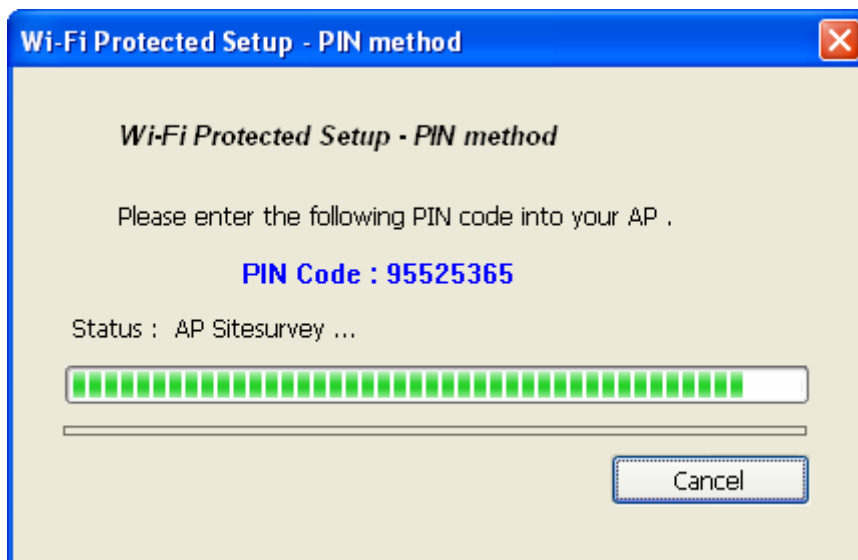 Wi-Fi Protected Setup - PIN method
Wi-Fi Protected Setup - PIN method
Please enter the following PIN code into your AP .
PIN Code : 95525365
Status : AP Sitesurvey ...
Cancel